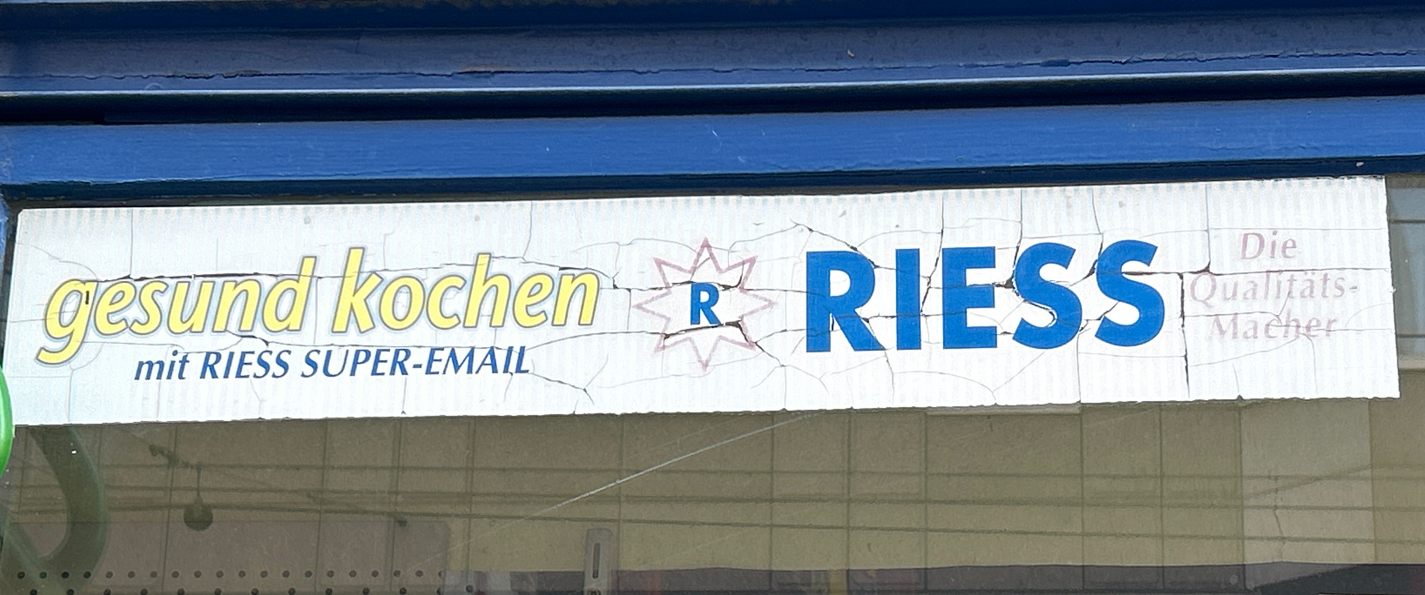 gesund kochen
mit RIESS SUPER-EMAIL
R
RIESS
Die
Qualitäts-
Macher